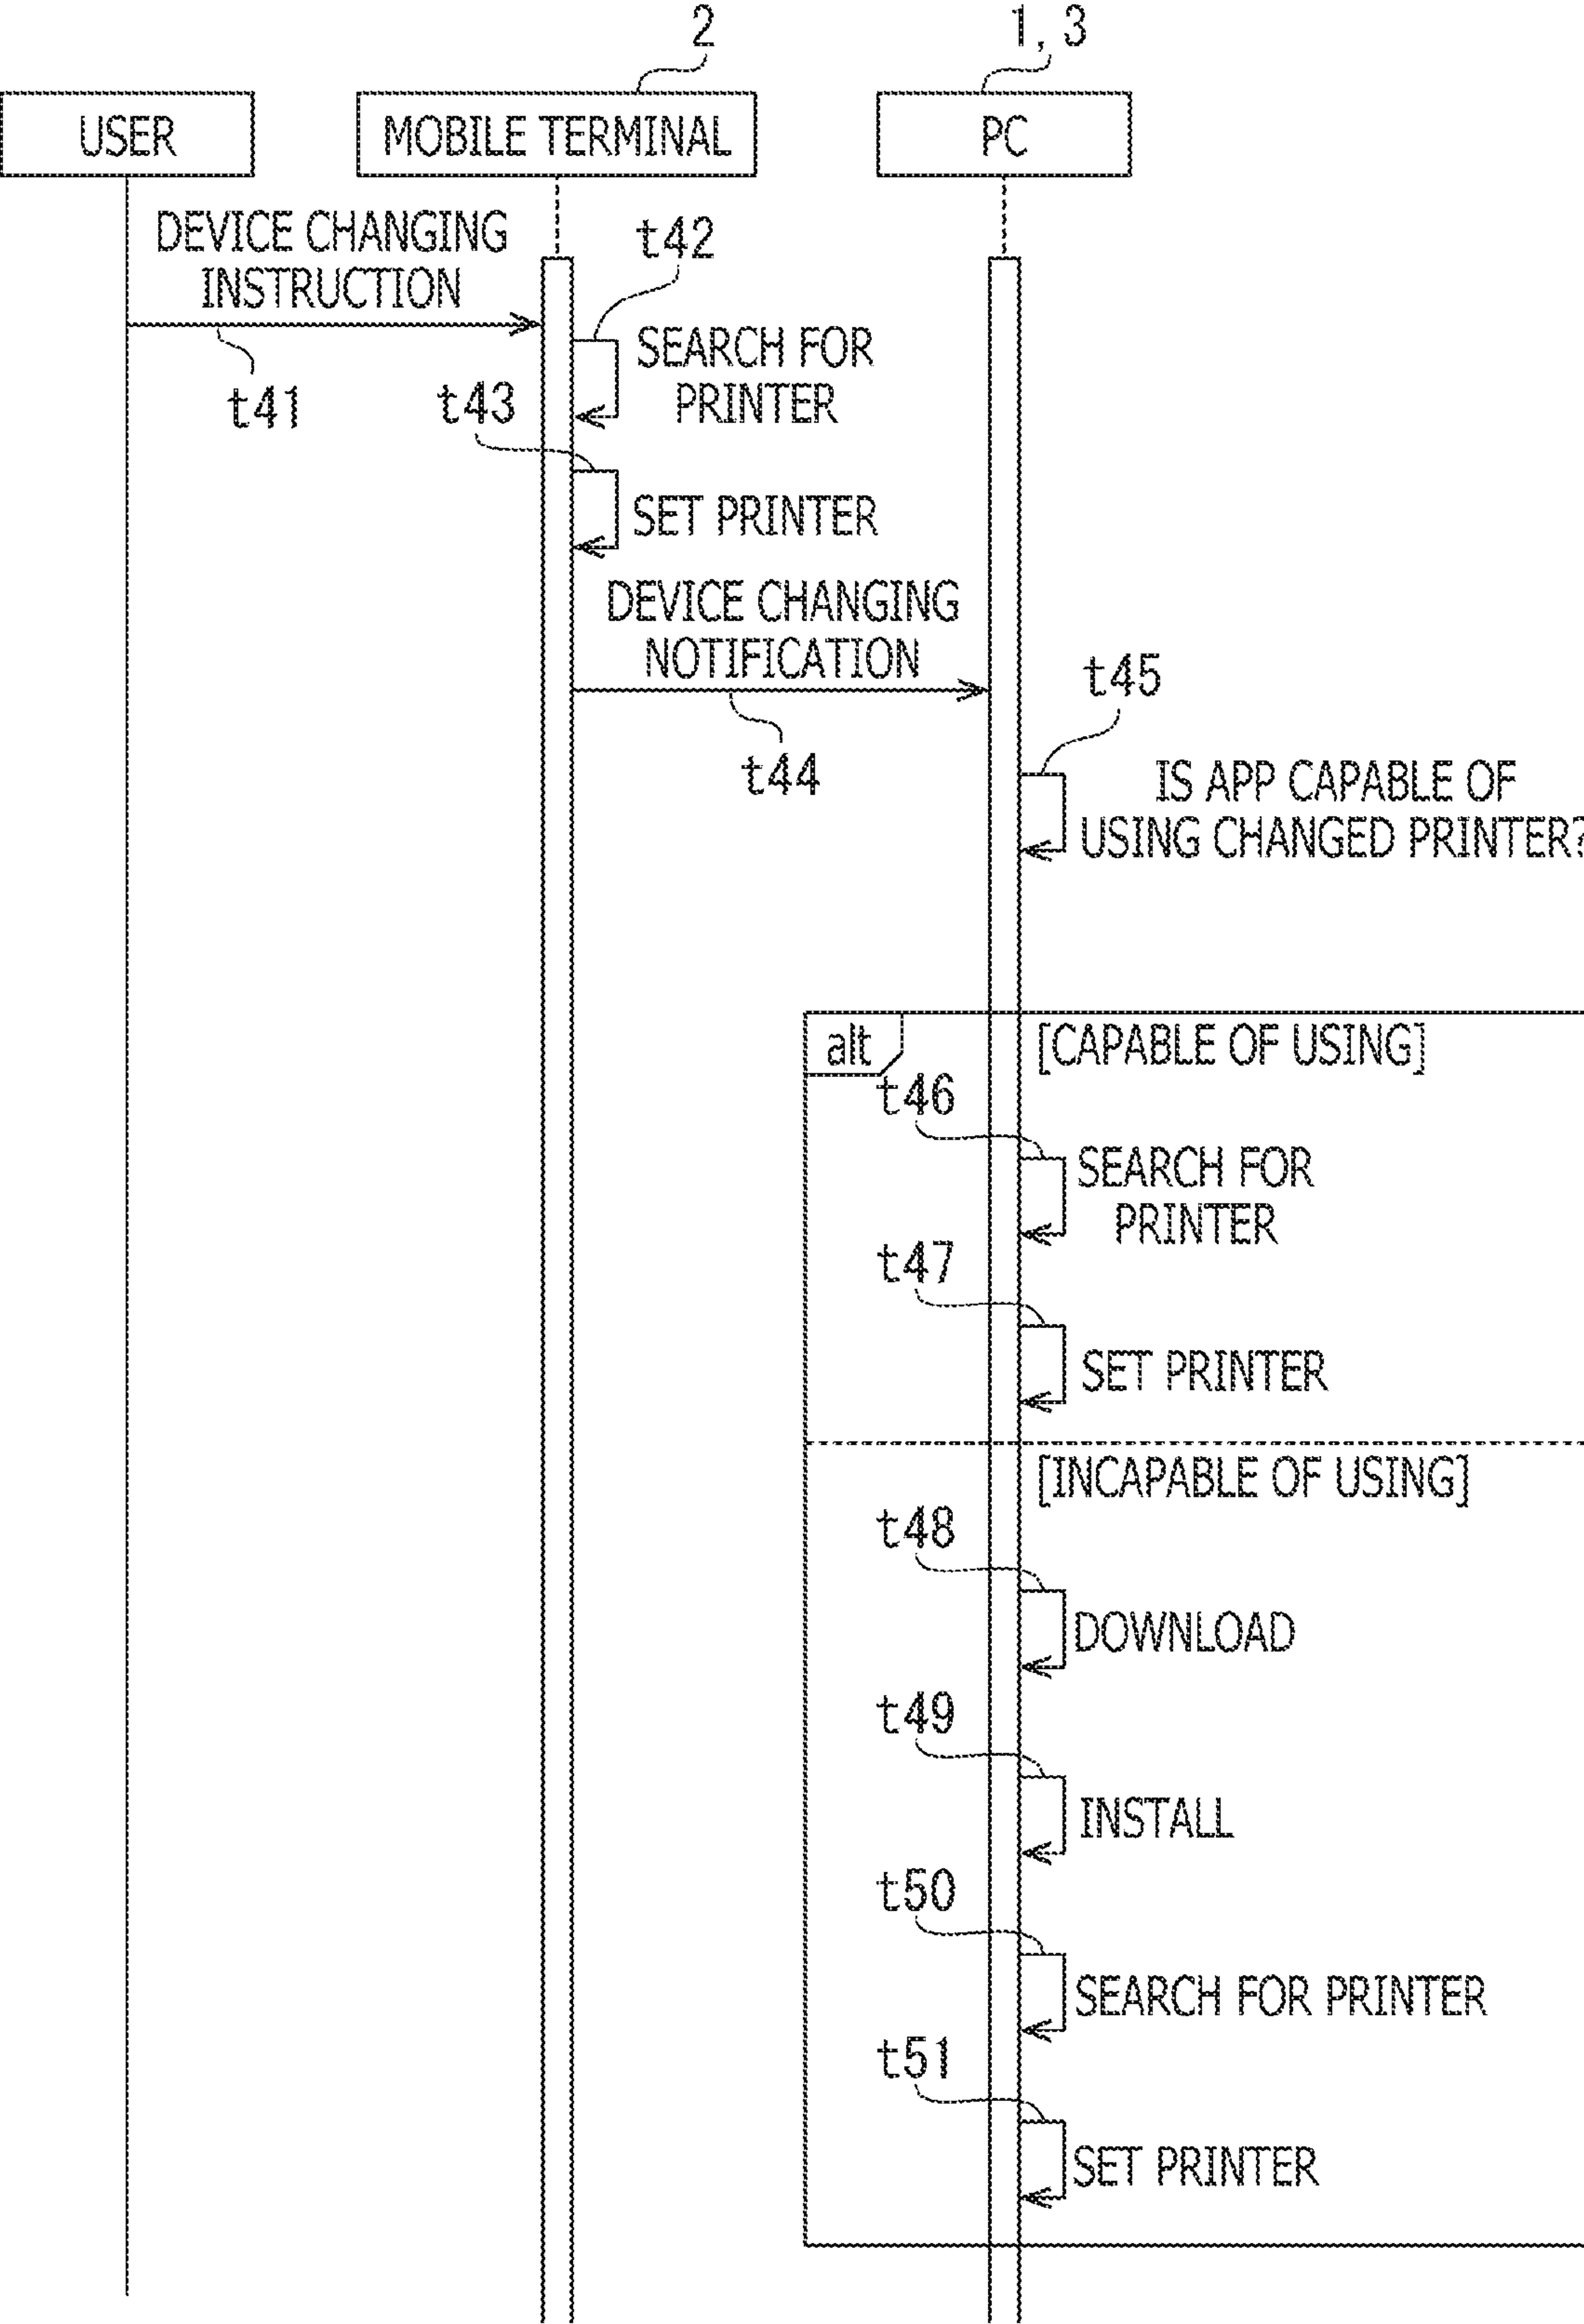 2
1, 3
USER
MOBILE TERMINAL
PC
DEVICE CHANGING
INSTRUCTION
t41
t42
SEARCH FOR
PRINTER
t43
SET PRINTER
DEVICE CHANGING
NOTIFICATION
t44
t45
IS APP CAPABLE OF
USING CHANGED PRINTER?
alt
[CAPABLE OF USING]
t46
SEARCH FOR
PRINTER
t47
SET PRINTER
[INCAPABLE OF USING]
t48
DOWNLOAD
t49
INSTALL
t50
SEARCH FOR PRINTER
t51
SET PRINTER